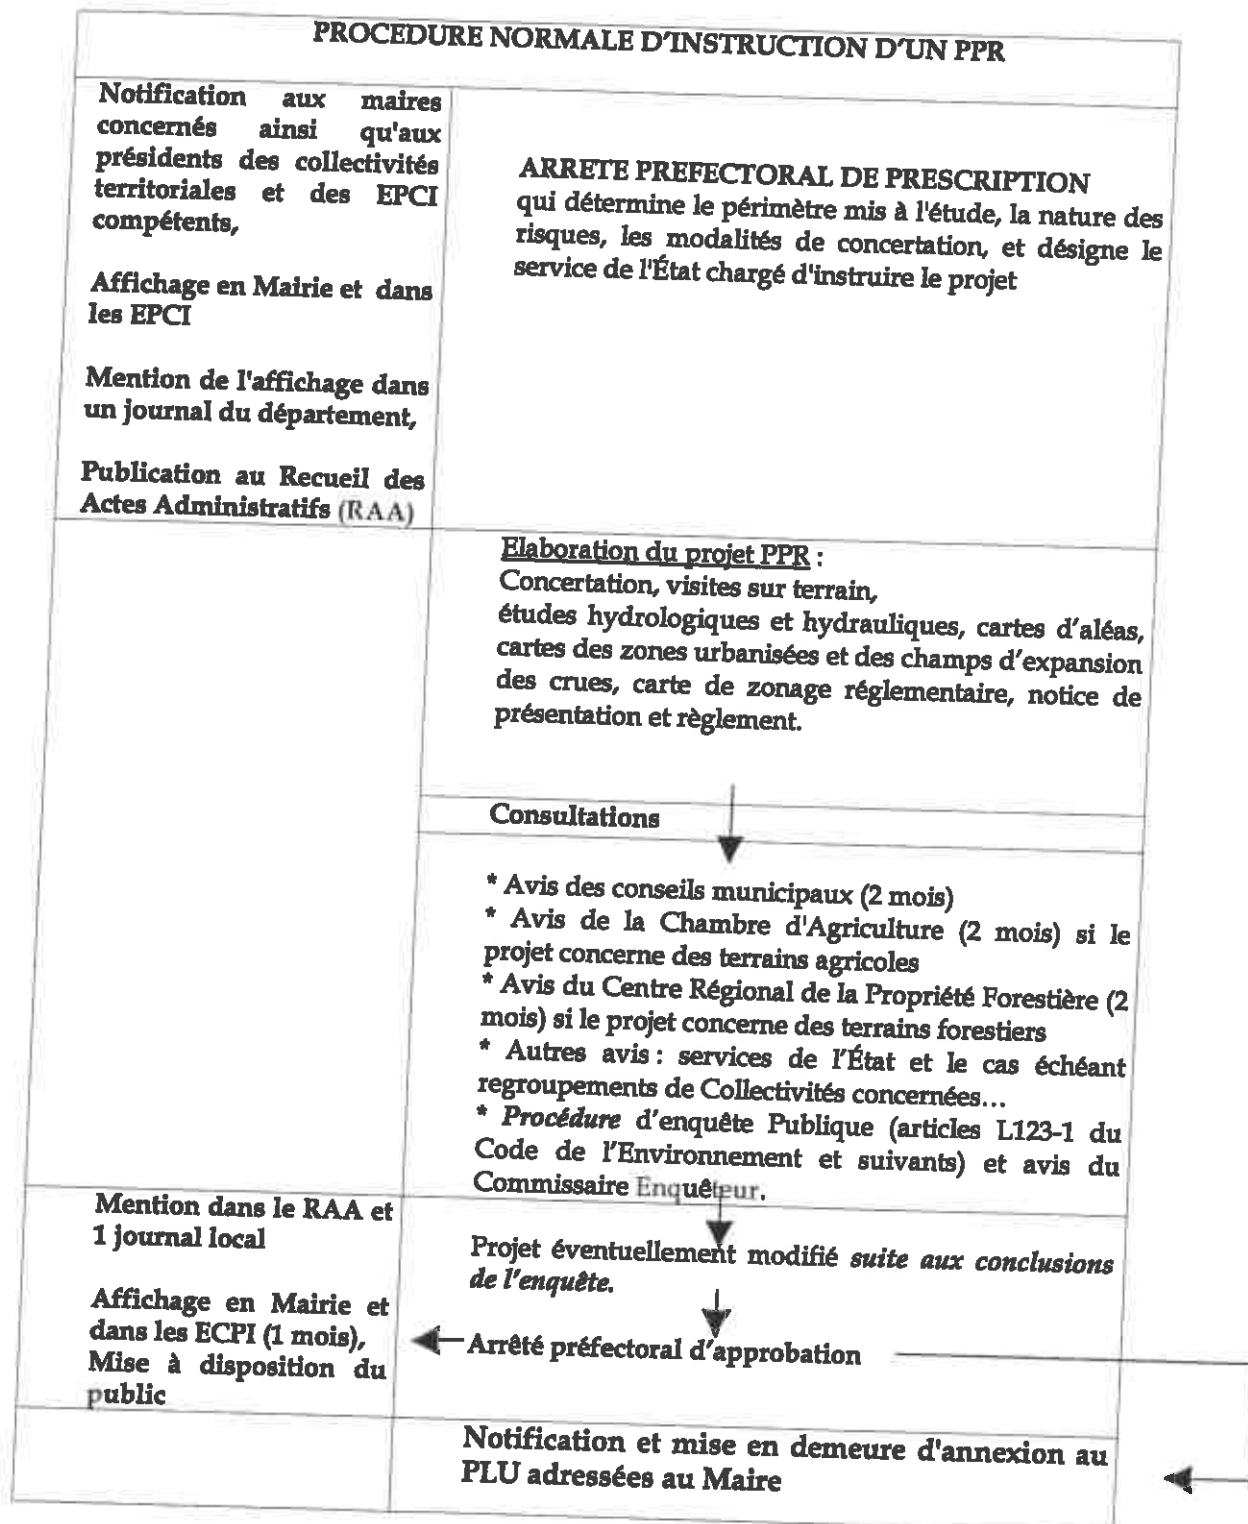 PROCEDURE NORMALE D'INSTRUCTION D'UN PPR
Notification aux maires
concernés ainsi qu'aux
présidents des collectivités
territoriales et des EPCI
compétents,
Affichage en Mairie et dans
les EPCI
Mention de l'affichage dans
un journal du département,
Publication au Recueil des
Actes Administratifs (RAA)
ARRETE PREFECTORAL DE PRESCRIPTION
qui détermine le périmètre mis à l'étude, la nature des
risques, les modalités de concertation, et désigne le
service de l'État chargé d'instruire le projet
Elaboration du projet PPR :
Concertation, visites sur terrain,
études hydrologiques et hydrauliques, cartes d'aléas,
cartes des zones urbanisées et des champs d'expansion
des crues, carte de zonage réglementaire, notice de
présentation et règlement.
Consultations
* Avis des conseils municipaux (2 mois)
* Avis de la Chambre d'Agriculture (2 mois) si le
projet concerne des terrains agricoles
* Avis du Centre Régional de la Propriété Forestière (2
mois) si le projet concerne des terrains forestiers
* Autres avis : services de l'État et le cas échéant
regroupements de Collectivités concernées...
* Procédure d'enquête Publique (articles L123-1 du
Code de l'Environnement et suivants) et avis du
Commissaire Enquêteur.
Mention dans le RAA et
1 journal local
Affichage en Mairie et
dans les ECPI (1 mois),
Mise à disposition du
public
Projet éventuellement modifié suite aux conclusions
de l'enquête.
Arrêté préfectoral d'approbation
Notification et mise en demeure d'annexion au
PLU adressées au Maire